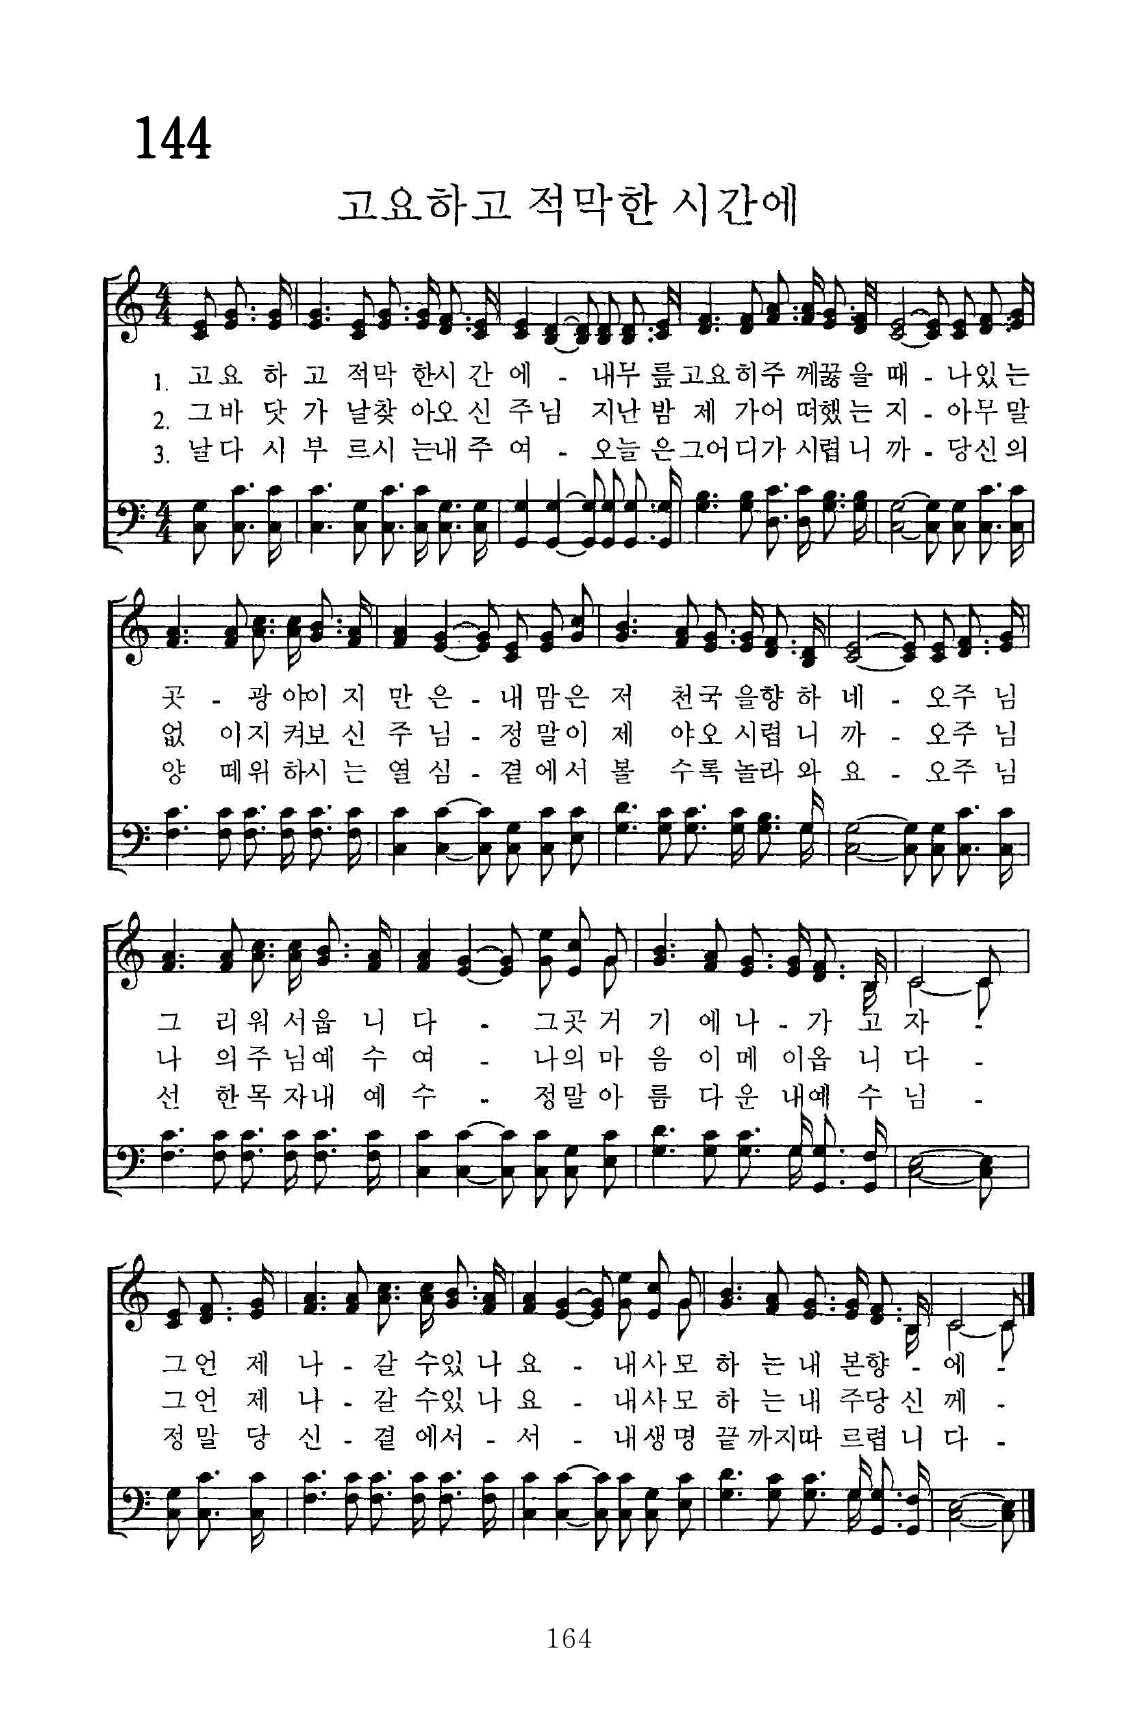 144
고요하고 적막한 시간에
1. 고요 하 고 적막 한시 간 에 - 내무 릎 고요히주 께꿇 을 때 - 나있 는
2. 그바 닷 가 날찾 아오 신 주님 지난 밤 제 가어 떠했 는 지 - 아무 말
3. 날다 시 부 르시 는내 주 여 - 오늘 은그어디가 시렵 니 까 - 당신 의
곳 - 광 야이 지 만 은 - 내 맘은 저 천국 을향 하 네 - 오주 님
없 이지 켜보 신 주 님 - 정 말이 제 야오 시렵 니 까 - 오주 님
양 떼위 하시 는 열 심 - 곁에서 볼 수록 놀라 와 요 - 오주 님
그 리워 서옵 니 다 - 그곳 거 기 에 나 - 가 고 자 -
나 의주 님예 수 여 - 나의 마 음 이 메 이옵 니 다 -
선 한목 자내 예 수 - 정말아 름 다 운 내예 수 님 -
그언 제 나 - 갈 수있 나 요 - 내사 모 하 는 내 본향 - 에 -
그언 제 나 - 갈 수있 나 요 - 내사 모 하 는 내 주당 신 께 -
정말 당 신 - 곁 에서 - 서 - 내생 명 끝 까지따 르렵 니 다 -
164